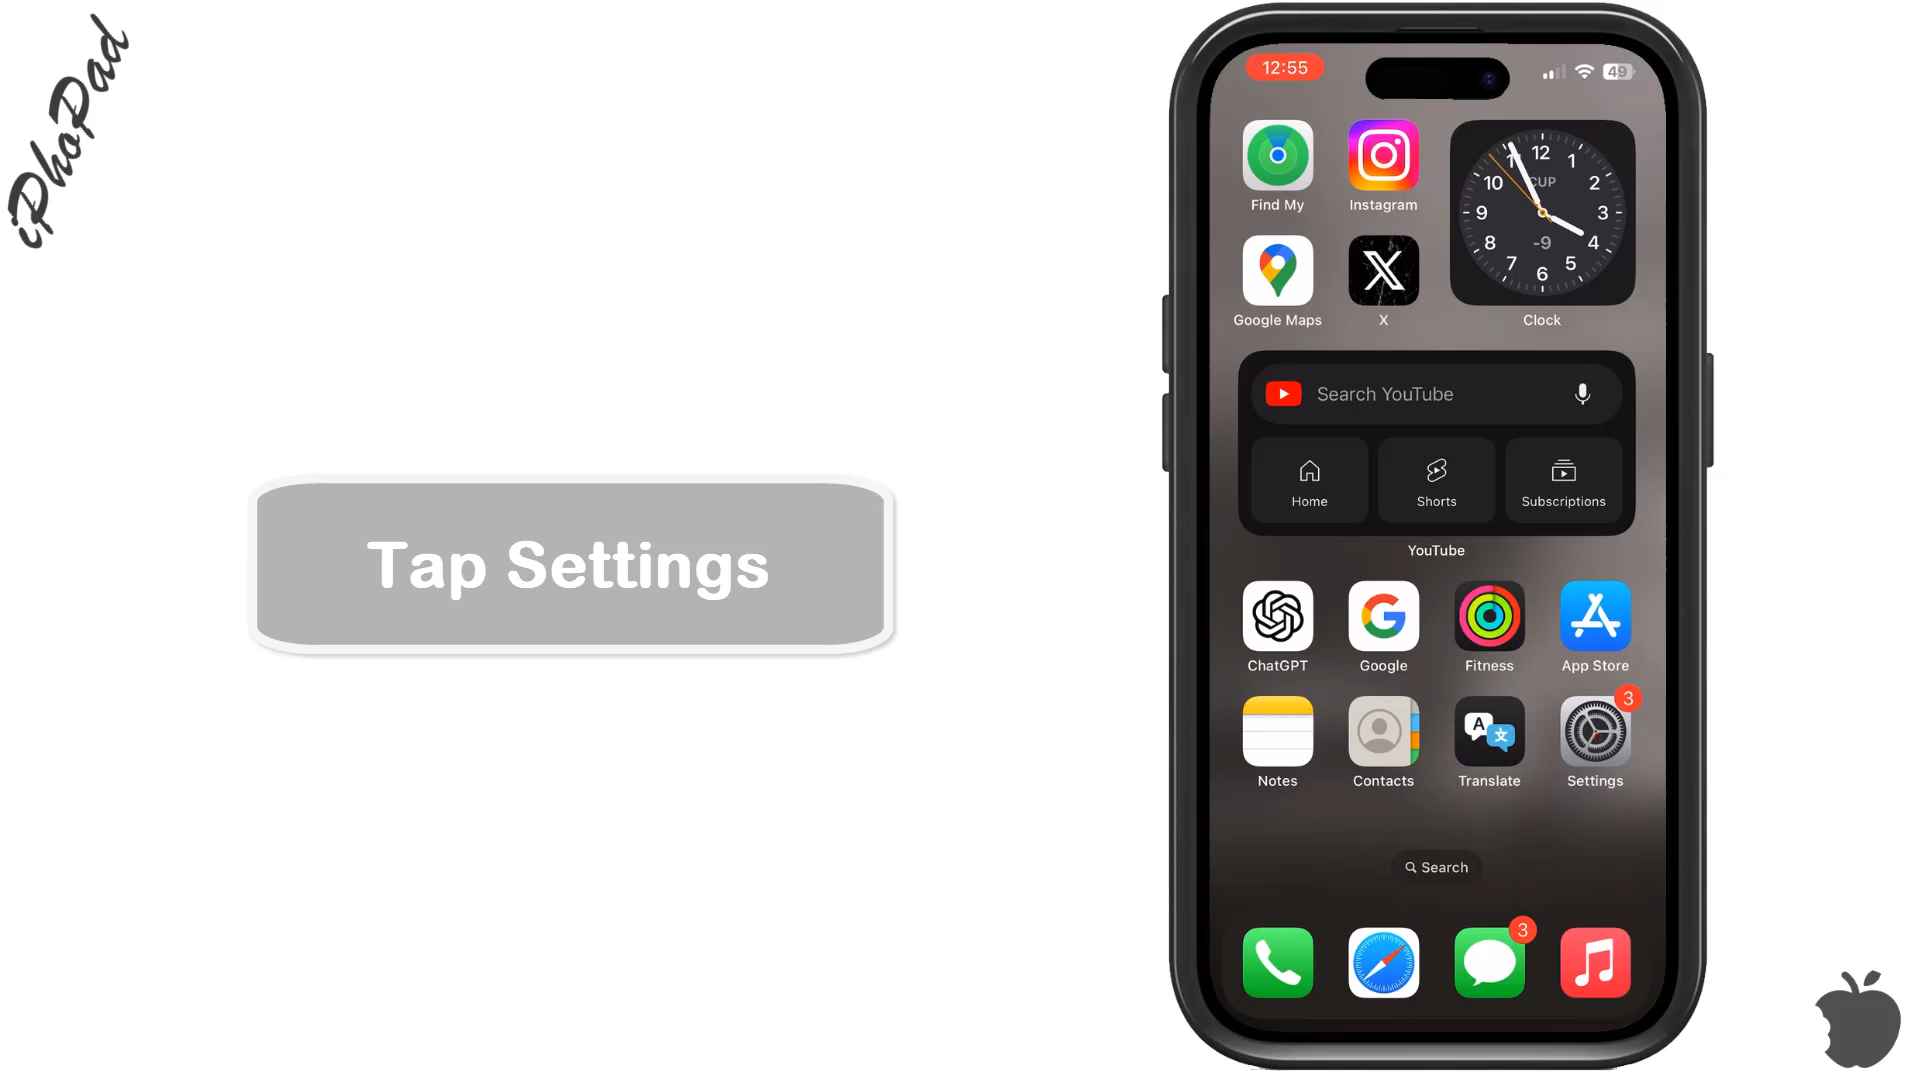 iPhoPad
Tap Settings
12:55
49
Find My
Instagram
12
1
2
3
4
5
6
7
8
9
10
11
CUP
-9
Google Maps
X
Clock
Search YouTube
Home
Shorts
Subscriptions
YouTube
ChatGPT
Google
Fitness
App Store
3
A
文
Notes
Contacts
Translate
Settings
Search
3